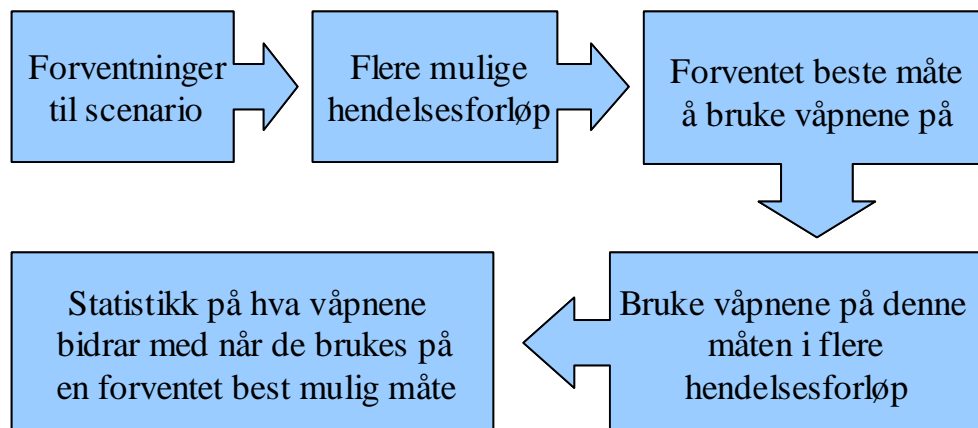 Forventninger
til scenario
Flere mulige
hendelsesforløp
Forventet beste måte
å bruke våpnene på
Bruke våpnene på denne
måten i flere
hendelsesforløp
Statistikk på hva våpnene
bidrar med når de brukes på
en forventet best mulig måte